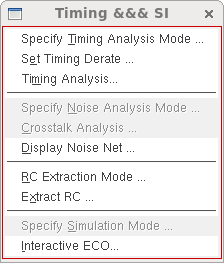 Timing &&& SI
Specify Timing Analysis Mode ...
Set Timing Derate ...
Timing Analysis...
Specify Noise Analysis Mode ...
Crosstalk Analysis ...
Display Noise Net ...
RC Extraction Mode ...
Extract RC ...
Specify Simulation Mode ...
Interactive ECO...